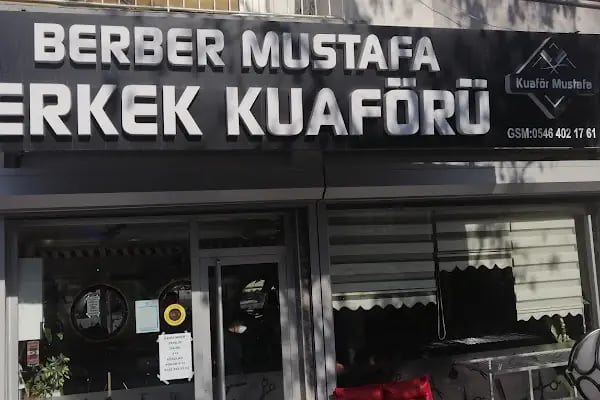 BERBER MUSTAFA
ERKEK KUAFÖRÜ
Kuaför Mustafa
GSM:0546 402 17 61